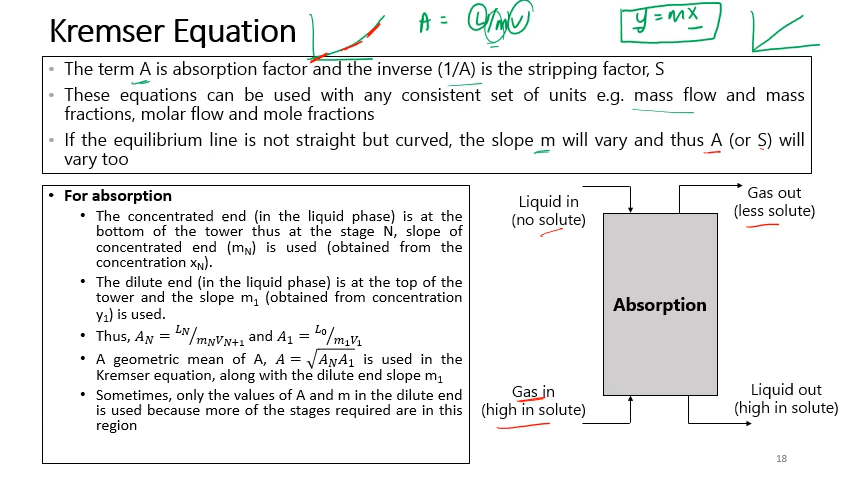 Kremser Equation
A = L/mV
y = mx
• The term A is absorption factor and the inverse (1/A) is the stripping factor, S
• These equations can be used with any consistent set of units e.g. mass flow and mass
fractions, molar flow and mole fractions
• If the equilibrium line is not straight but curved, the slope m will vary and thus A (or S) will
vary too
• For absorption
• The concentrated end (in the liquid phase) is at the
bottom of the tower thus at the stage N, slope of
concentrated end (m_N) is used (obtained from the
concentration x_N).
• The dilute end (in the liquid phase) is at the top of the
tower and the slope m₁ (obtained from concentration
y₁) is used.
• Thus, A_N = L_N/m_N V_{N+1} and A₁ = L₀/m₁V₁
• A geometric mean of A, A = √(A_N A₁) is used in the
Kremser equation, along with the dilute end slope m₁
• Sometimes, only the values of A and m in the dilute end
is used because more of the stages required are in this
region
Liquid in
(no solute)
Gas out
(less solute)
Absorption
Gas in
(high in solute)
Liquid out
(high in solute)
18